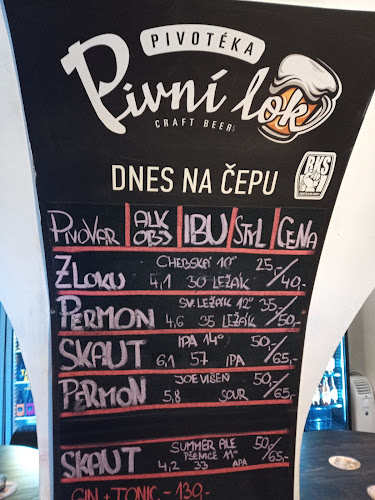 PIVOTÉKA
Pivní lok
CRAFT BEER
DNES NA ČEPU
BKS
PIVOVAR ALK OBJ. IBU STYL CENA
CHEBSKÁ 10° 25,-/40,-
ZLOKU 4,1 30 LEŽÁK
SV. LEŽÁK 12° 35,-/50,-
PERMON 4,6 35 LEŽÁK
IPA 14° 50,-/65,-
SKAUT 6,1 57 IPA
JOE VIŠEŇ 50,-/65,-
PERMON 5,8 SOUR
SUMMER ALE 50,-/65,-
PŠENICE 11°
SKAUT 4,2 33 APA
GIN + TONIC - 139,-